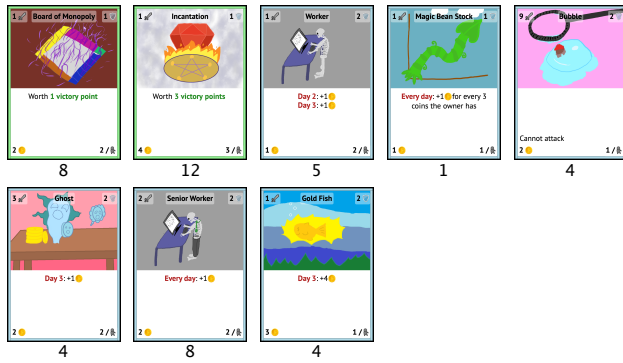 1 Board of Monopoly 1
Worth 1 victory point
2 2/
8
1 Incantation 1
Worth 3 victory points
4 3/
12
1 Worker 2
Day 2: +1
Day 3: +1
2 2/
5
1 Magic Bean Stock 1
Every day: +1 for every 3
coins the owner has
1 1/
1
9 Bubble 2
Cannot attack
2 1/
4
3 Ghost 2
Day 3: +1
2 2/
4
2 Senior Worker 2
Every day: +1
2 2/
8
1 Gold Fish 2
Day 3: +4
3 1/
4